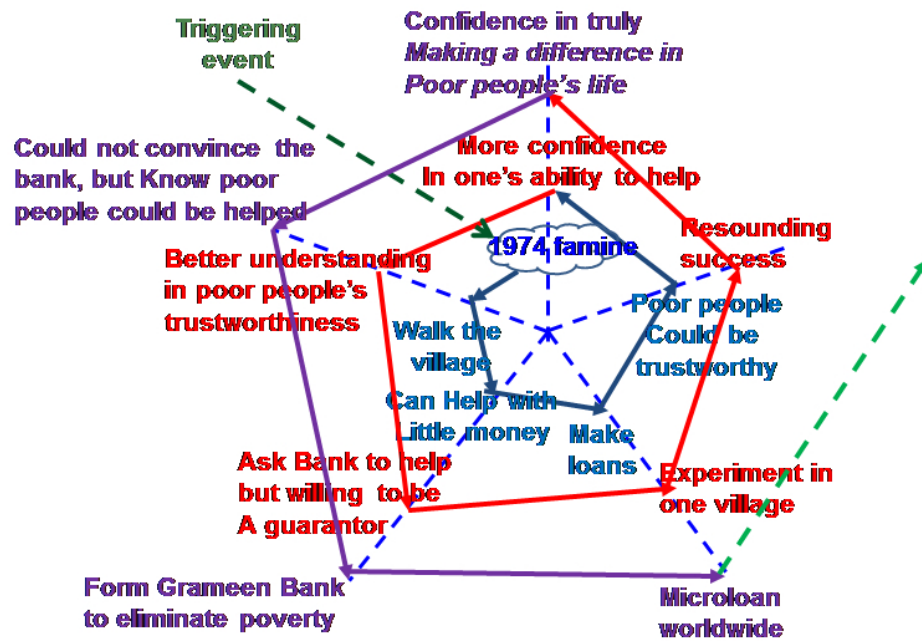 Triggering
event
Confidence in truly
Making a difference in
Poor people's life
Could not convince the
bank, but Know poor
people could be helped
More confidence
In one's ability to help
1974 famine
Resounding
success
Better understanding
in poor people's
trustworthiness
Walk the
village
Poor people
Could be
trustworthy
Can Help with
Little money
Make
loans
Ask Bank to help
but willing to be
A guarantor
Experiment in
one village
Form Grameen Bank
to eliminate poverty
Microloan
worldwide